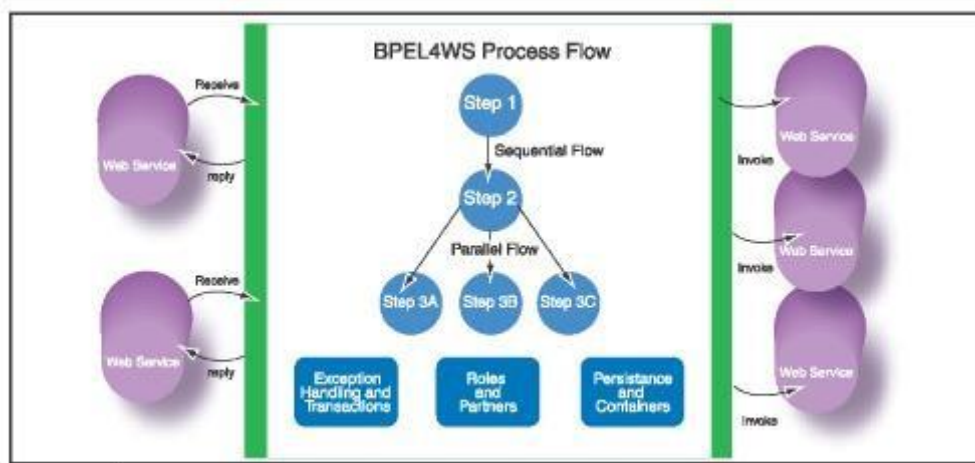 BPEL4WS Process Flow
Receive
Web Service
reply
Receive
Web Service
reply
Step 1
Sequential Flow
Step 2
Parallel Flow
Step 3A
Step 3B
Step 3C
Exception
Handling and
Transactions
Roles
and
Partners
Persistance
and
Containers
Web Service
Invoke
Web Service
Invoke
Web Service
Invoke